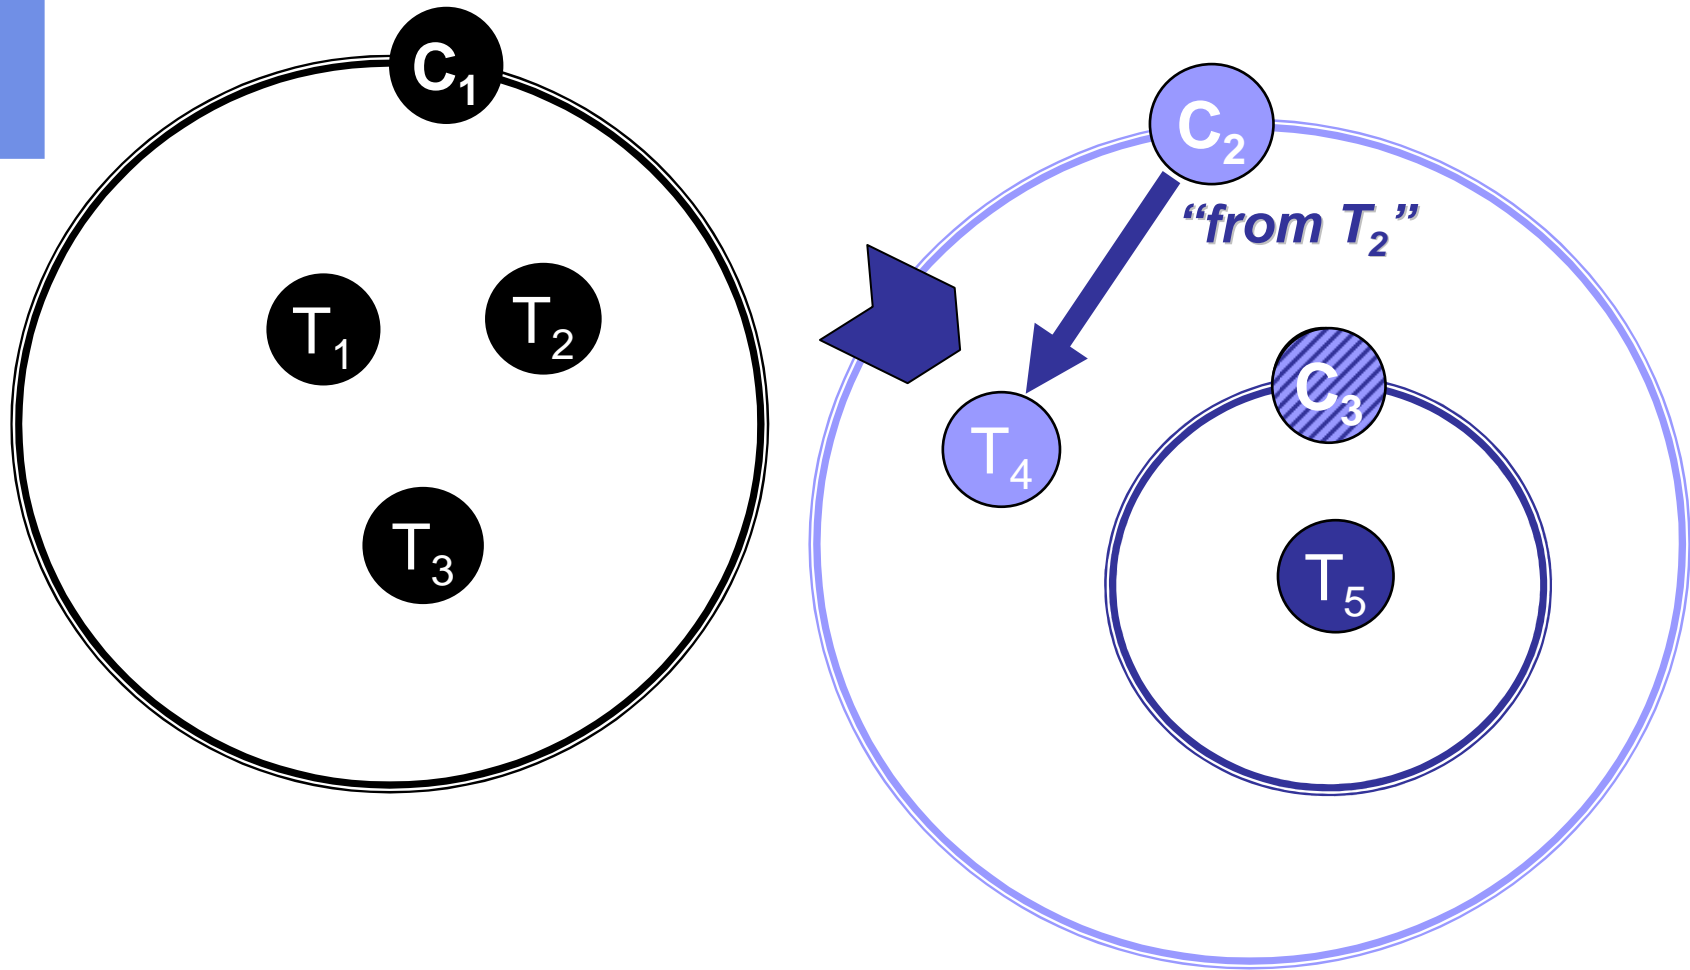 C₁
C₂
“from T₂”
T₁
T₂
C₃
T₄
T₃
T₅